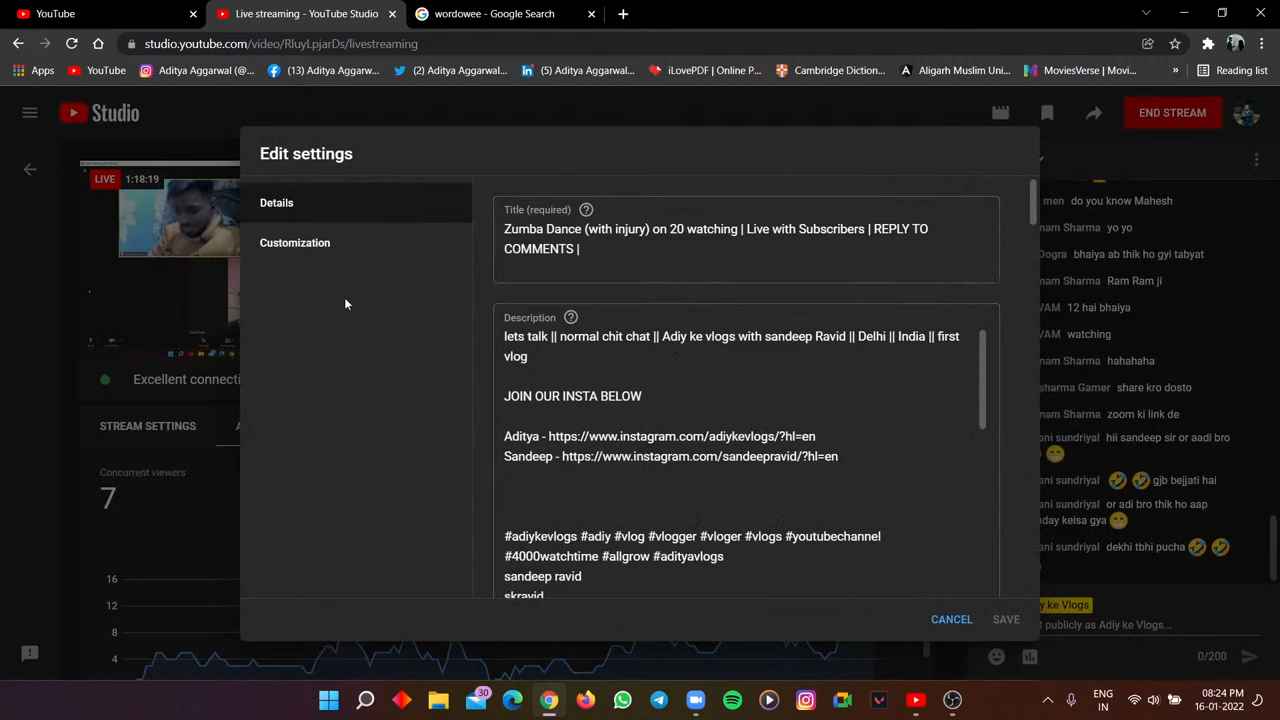 YouTube
Live streaming - YouTube Studio
wordowee - Google Search
studio.youtube.com/video/RluyLpjarDs/livestreaming
Apps
YouTube
Aditya Aggarwal (@...
(13) Aditya Aggarw...
(2) Aditya Aggarwal...
(5) Aditya Aggarwal...
iLovePDF | Online P...
Cambridge Diction...
Aligarh Muslim Uni...
MoviesVerse | Movi...
»
Reading list
Studio
END STREAM
Edit settings
Details
Customization
Title (required)
Zumba Dance (with injury) on 20 watching | Live with Subscribers | REPLY TO
COMMENTS |
Description
lets talk || normal chit chat || Adiy ke vlogs with sandeep Ravid || Delhi || India || first
vlog
JOIN OUR INSTA BELOW
Aditya - https://www.instagram.com/adiykevlogs/?hl=en
Sandeep - https://www.instagram.com/sandeepravid/?hl=en
#adiykevlogs #adiy #vlog #vlogger #vloger #vlogs #youtubechannel
#4000watchtime #allgrow #adityavlogs
sandeep ravid
skravid
CANCEL
SAVE
LIVE
1:18:19
Excellent connecti
STREAM SETTINGS
A
Concurrent viewers
7
16
12
8
4
men do you know Mahesh
nam Sharma yo yo
Dogra bhaiya ab thik ho gyi tabyat
nam Sharma Ram Ram ji
VAM 12 hai bhaiya
VAM watching
nam Sharma hahahaha
sharma Gamer share kro dosto
nam Sharma zoom ki link de
ani sundriyal hii sandeep sir or aadi bro
ani sundriyal gjb bejjati hai
ani sundriyal or adi bro thik ho aap
nday keisa gya
ani sundriyal dekhi tbhi pucha
y ke Vlogs
t publicly as Adiy ke Vlogs...
0/200
30
ENG
IN
08:24 PM
16-01-2022